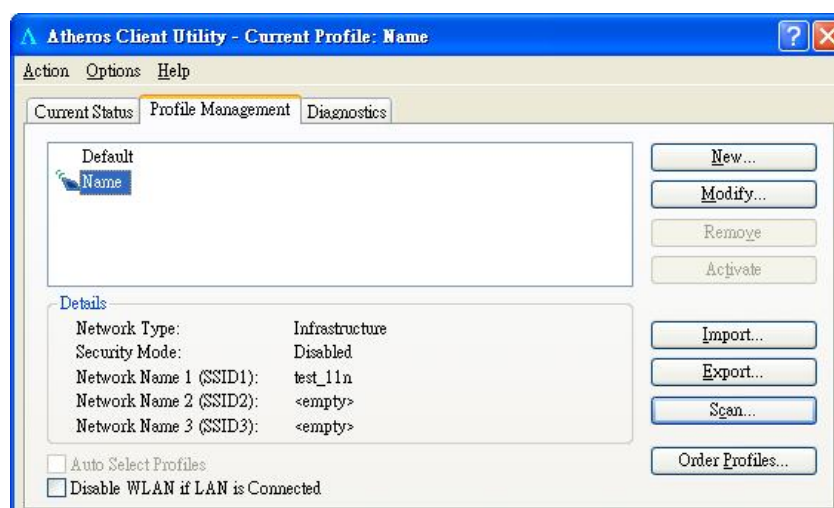 Atheros Client Utility - Current Profile: Name
Action Options Help
Current Status Profile Management Diagnostics
Default
Name
New...
Modify...
Remove
Activate
Details
Network Type: Infrastructure
Security Mode: Disabled
Network Name 1 (SSID1): test_11n
Network Name 2 (SSID2): <empty>
Network Name 3 (SSID3): <empty>
Import...
Export...
Scan...
Order Profiles...
Auto Select Profiles
Disable WLAN if LAN is Connected